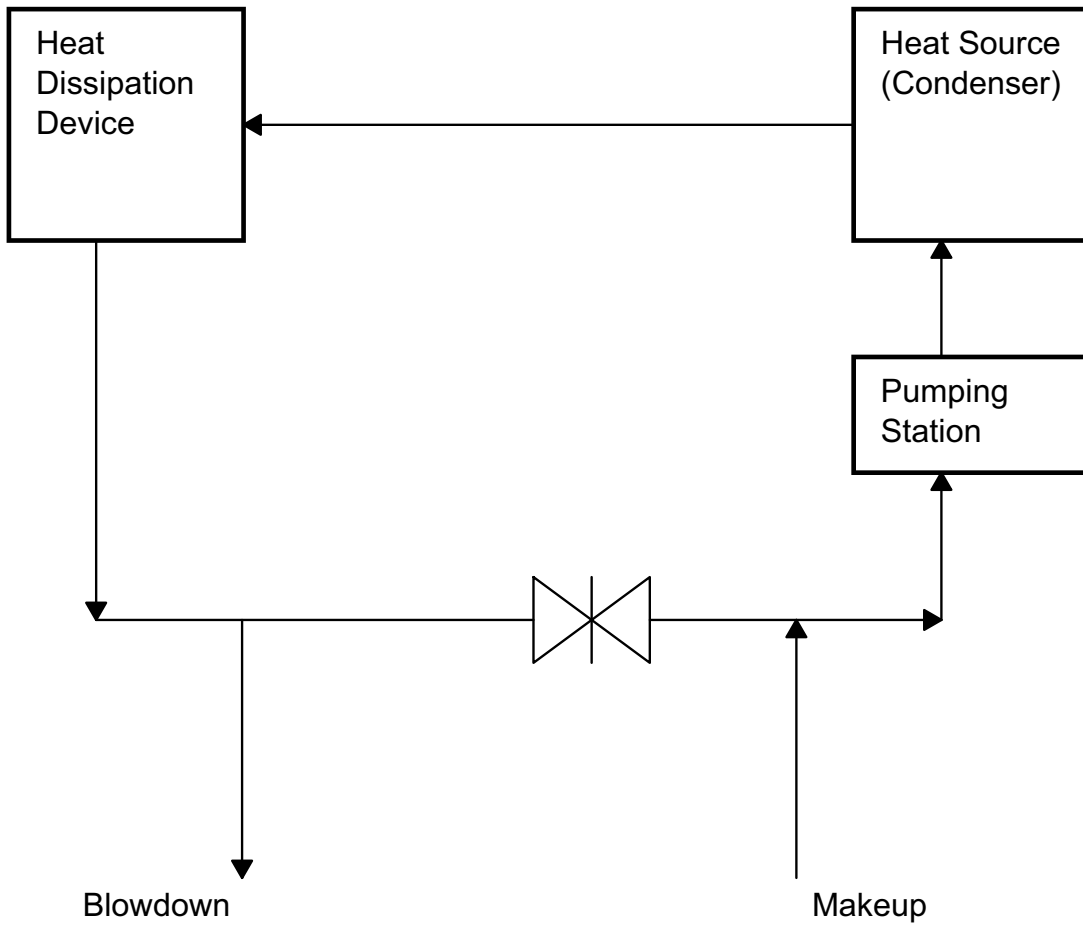 Heat
Dissipation
Device
Heat Source
(Condenser)
Pumping
Station
Blowdown
Makeup